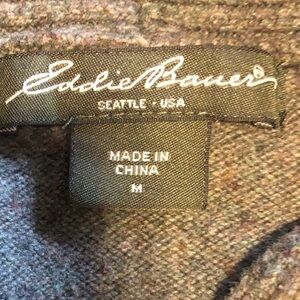 Eddie Bauer®
SEATTLE • USA
MADE IN
CHINA
M